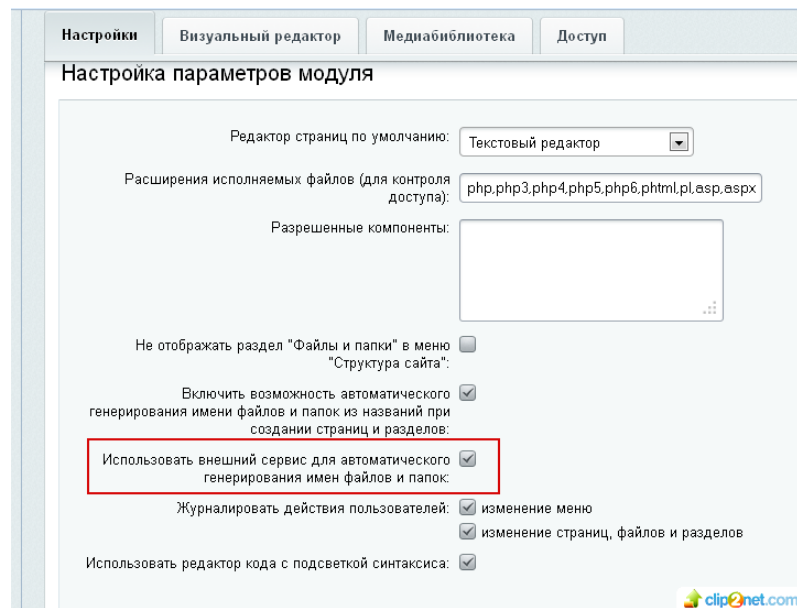 Настройки Визуальный редактор Медиабиблиотека Доступ
Настройка параметров модуля
Редактор страниц по умолчанию: Текстовый редактор
Расширения исполняемых файлов (для контроля
доступа): php,php3,php4,php5,php6,phtml,pl,asp,aspx
Разрешенные компоненты:
Не отображать раздел "Файлы и папки" в меню
"Структура сайта":
Включить возможность автоматического
генерирования имени файлов и папок из названий при
создании страниц и разделов:
Использовать внешний сервис для автоматического
генерирования имен файлов и папок:
Журналировать действия пользователей: изменение меню
изменение страниц, файлов и разделов
Использовать редактор кода с подсветкой синтаксиса:
clip2net.com